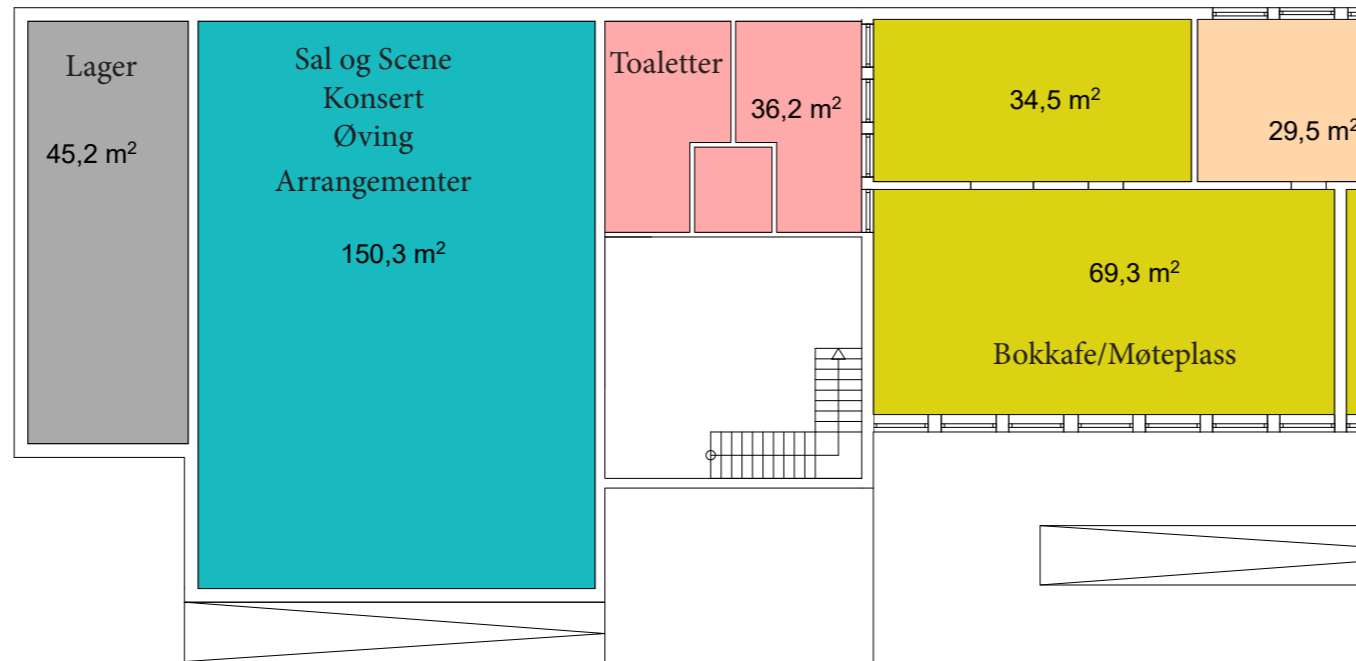 Lager
45,2 m²
Sal og Scene
Konsert
Øving
Arrangementer
150,3 m²
Toaletter
36,2 m²
34,5 m²
29,5 m²
69,3 m²
Bokkafe/Møteplass